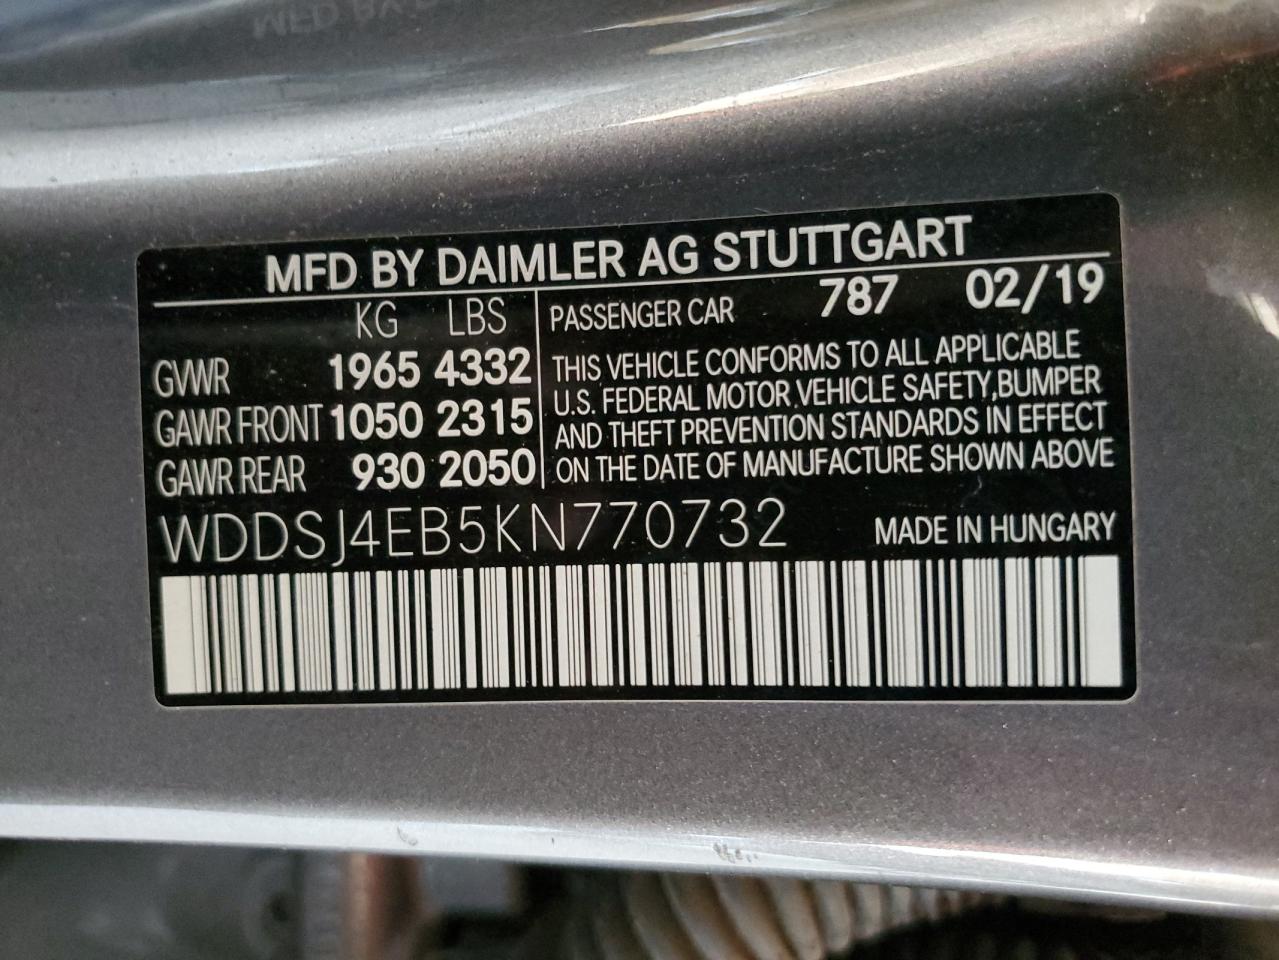 MFD BY DAIMLER AG STUTTGART
KG LBS
GVWR 1965 4332
GAWR FRONT 1050 2315
GAWR REAR 930 2050
PASSENGER CAR 787 02/19
THIS VEHICLE CONFORMS TO ALL APPLICABLE
U.S. FEDERAL MOTOR VEHICLE SAFETY, BUMPER
AND THEFT PREVENTION STANDARDS IN EFFECT
ON THE DATE OF MANUFACTURE SHOWN ABOVE
WDDSJ4EB5KN770732 MADE IN HUNGARY